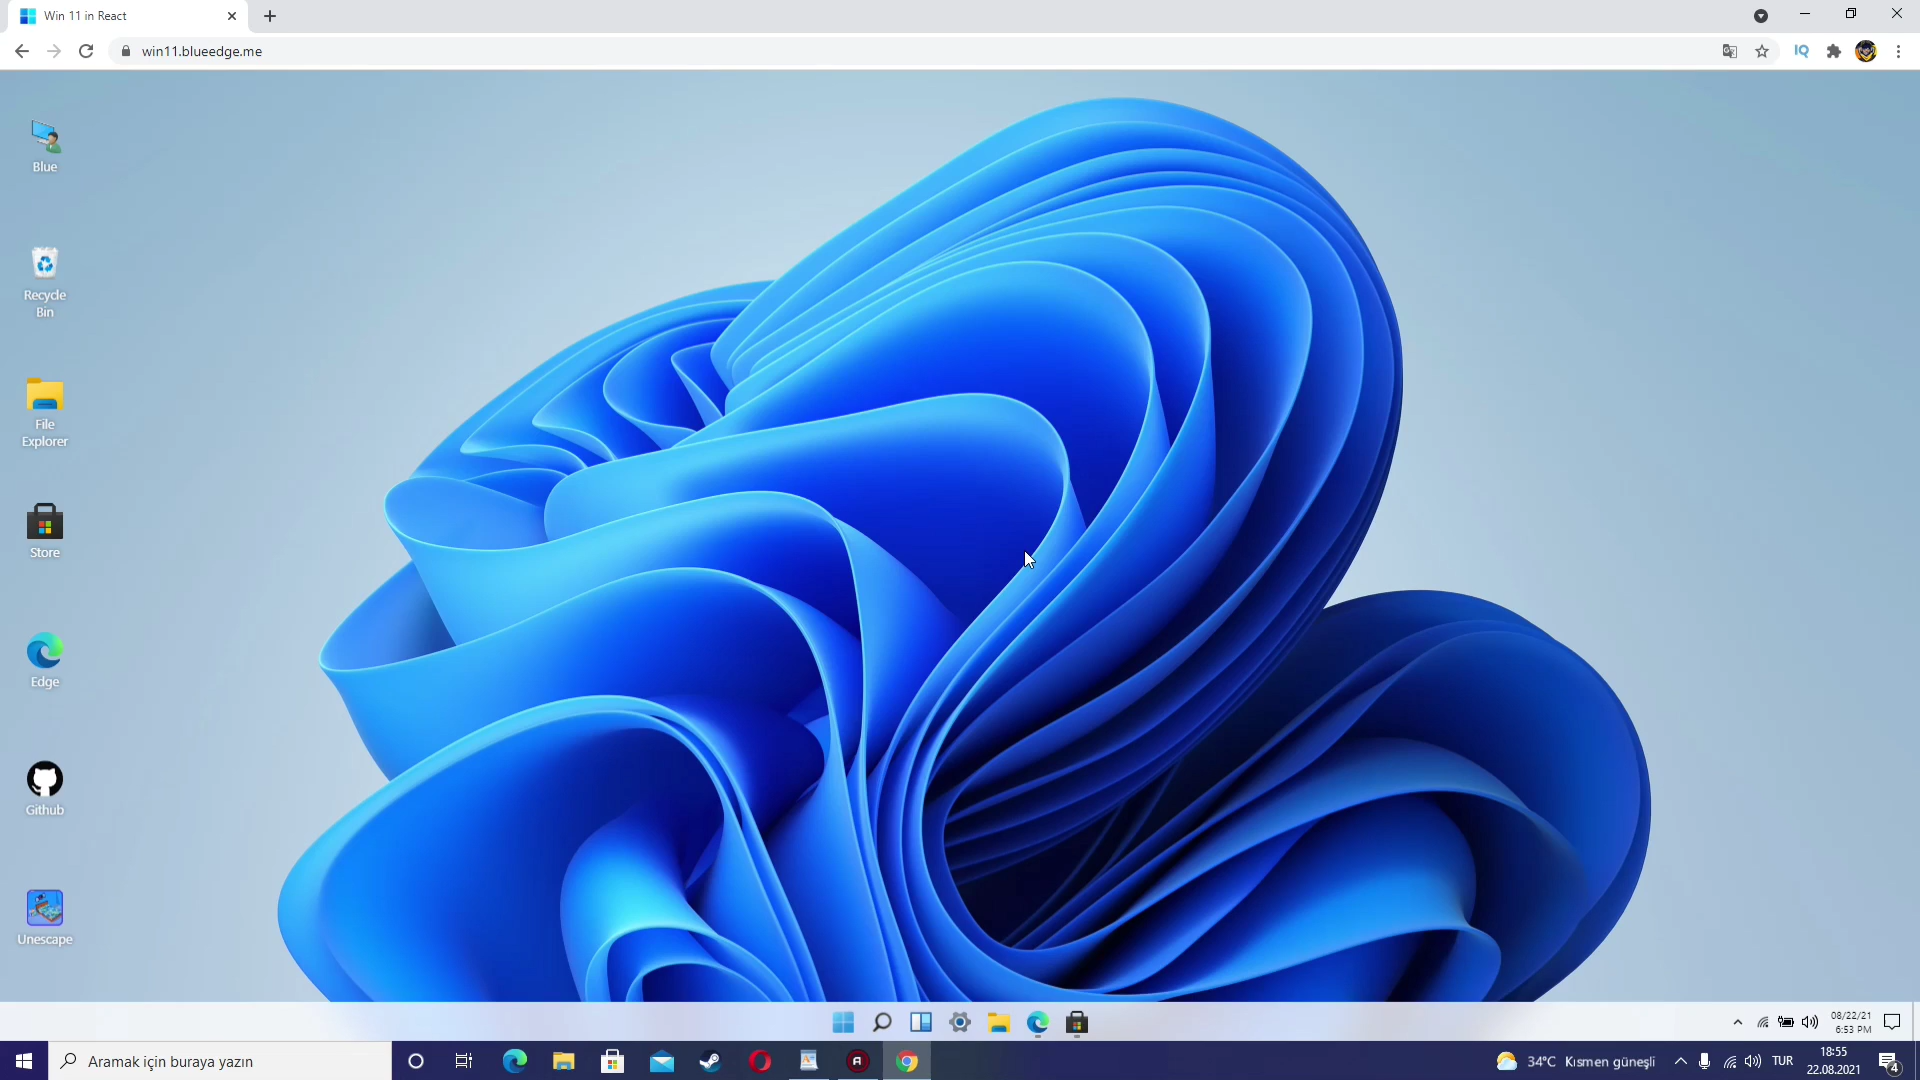 Win 11 in React
win11.blueedge.me
Blue
Recycle
Bin
File
Explorer
Store
Edge
Github
Unescape
08/22/21
6:53 PM
Aramak için buraya yazın
34°C Kısmen güneşli
TUR
18:55
22.08.2021
4